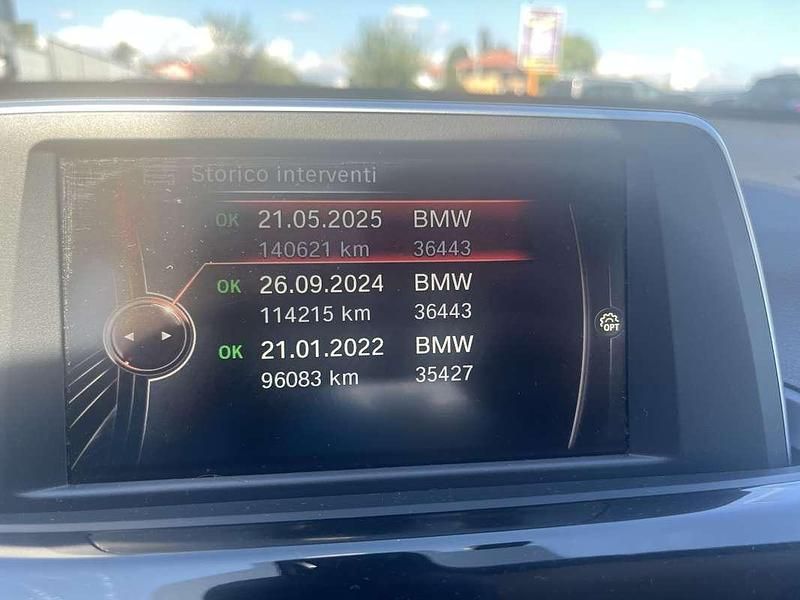 Storico interventi
OK 21.05.2025 BMW
140621 km 36443
OK 26.09.2024 BMW
114215 km 36443
OK 21.01.2022 BMW
96083 km 35427
OPT